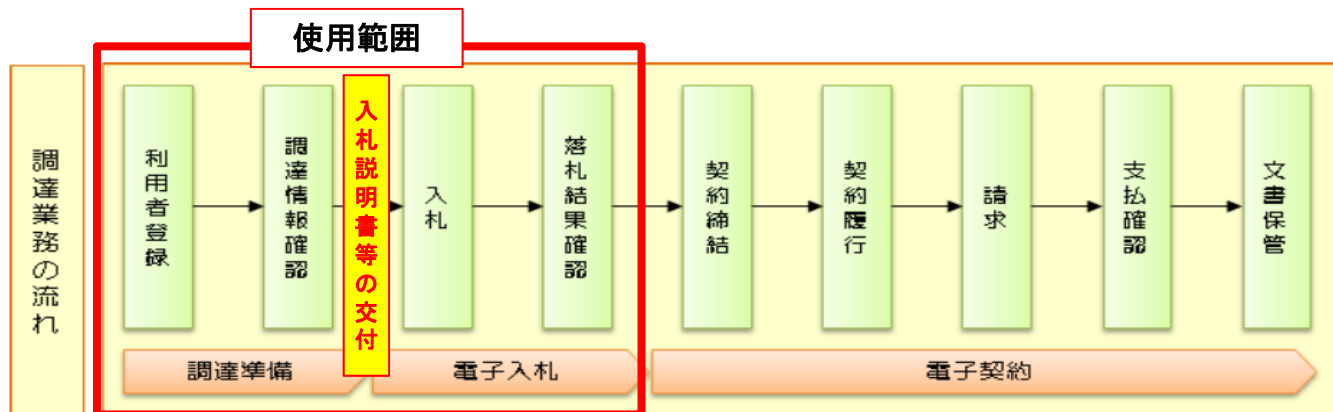 使用範囲
調達業務の流れ
利用者登録
調達情報確認
入札説明書等の交付
入札
落札結果確認
契約締結
契約履行
請求
支払確認
文書保管
調達準備
電子入札
電子契約